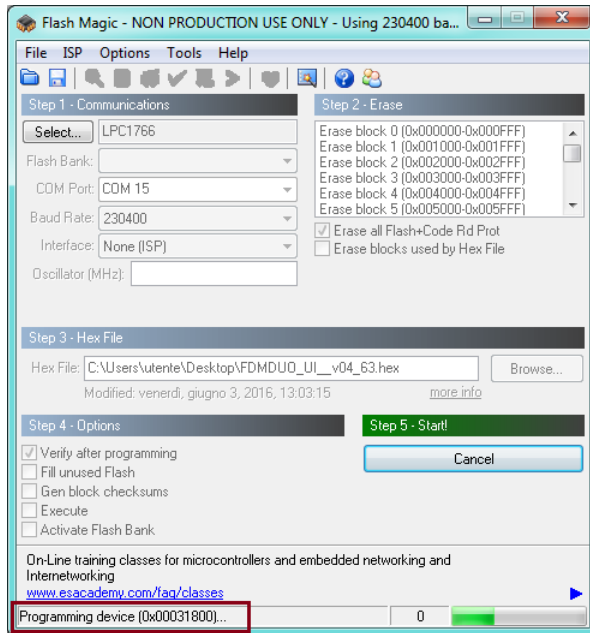 Flash Magic - NON PRODUCTION USE ONLY - Using 230400 ba...
File ISP Options Tools Help
Step 1 - Communications
Select... LPC1766
Flash Bank:
COM Port: COM 15
Baud Rate: 230400
Interface: None (ISP)
Oscillator (MHz):
Step 2 - Erase
Erase block 0 (0x000000-0x000FFF)
Erase block 1 (0x001000-0x001FFF)
Erase block 2 (0x002000-0x002FFF)
Erase block 3 (0x003000-0x003FFF)
Erase block 4 (0x004000-0x004FFF)
Erase block 5 (0x005000-0x005FFF)
Erase all Flash+Code Rd Prot
Erase blocks used by Hex File
Step 3 - Hex File
Hex File: C:\Users\utente\Desktop\FDMDUO_UI__v04_63.hex Browse...
Modified: venerdì, giugno 3, 2016, 13:03:15 more info
Step 4 - Options
Verify after programming
Fill unused Flash
Gen block checksums
Execute
Activate Flash Bank
Step 5 - Start!
Cancel
On-Line training classes for microcontrollers and embedded networking and
Internetworking
www.esacademy.com/faq/classes
Programming device (0x00031800)... 0